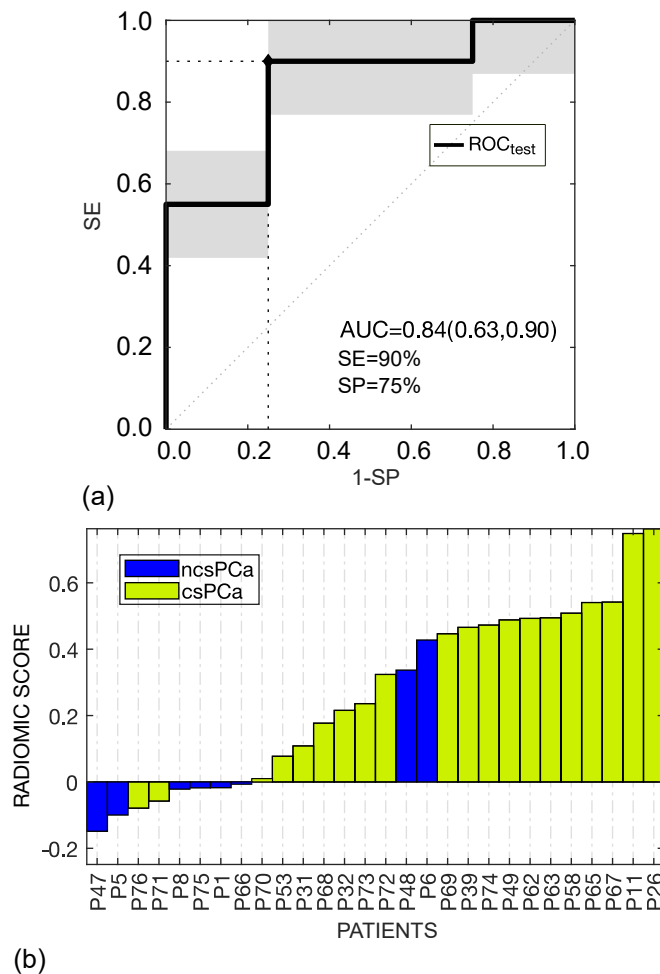 1.0
0.8
0.6
0.4
0.2
0.0
SE
ROCtest
AUC=0.84(0.63,0.90)
SE=90%
SP=75%
0.0 0.2 0.4 0.6 0.8 1.0
1-SP
(a)
ncsPCa
csPCa
0.6
0.4
0.2
0
-0.2
RADIOMIC SCORE
P47 P5 P76 P71 P8 P75 P1 P66 P70 P53 P31 P68 P32 P73 P72 P48 P6 P69 P39 P74 P49 P62 P63 P58 P65 P67 P11 P26
PATIENTS
(b)